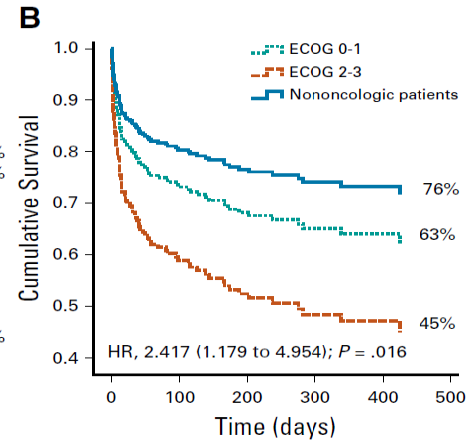 B
ECOG 0-1
ECOG 2-3
Nononcologic patients
Cumulative Survival
1.0
0.9
0.8
0.7
0.6
0.5
0.4
76%
63%
45%
HR, 2.417 (1.179 to 4.954); P = .016
0 100 200 300 400 500
Time (days)